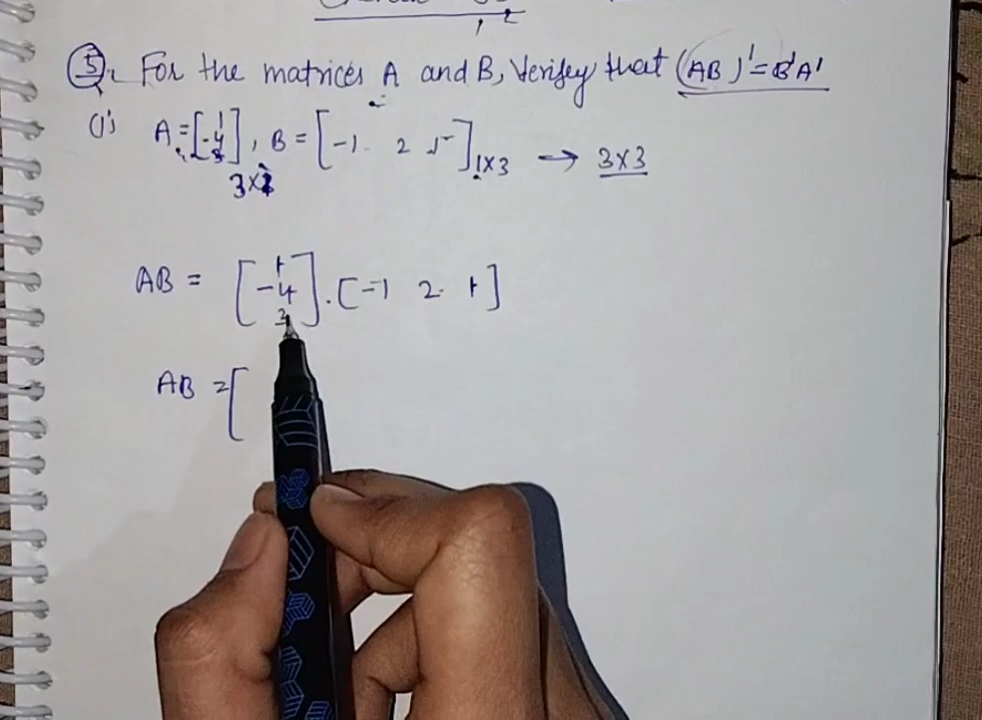 5. For the matrices A and B, Verifey that (AB)' = B'A'
(i) A = [1 -4 3], B = [-1 2 1]1×3 → 3×3
3×1
AB = [1 -4 3] . [-1 2 1]
AB = [